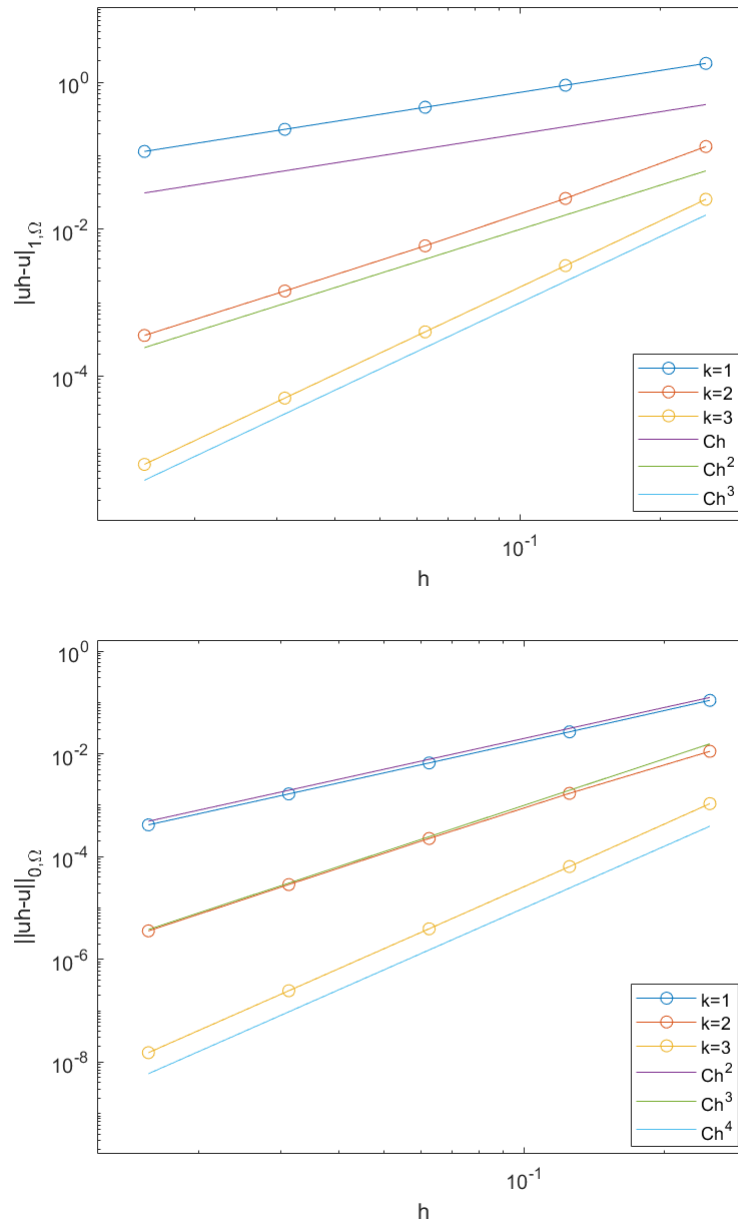 10^0
10^-2
10^-4
|uh-u|_1,Ω
10^-1
h
k=1
k=2
k=3
Ch
Ch^2
Ch^3
10^0
10^-2
10^-4
10^-6
10^-8
||uh-u||_0,Ω
10^-1
h
k=1
k=2
k=3
Ch^2
Ch^3
Ch^4